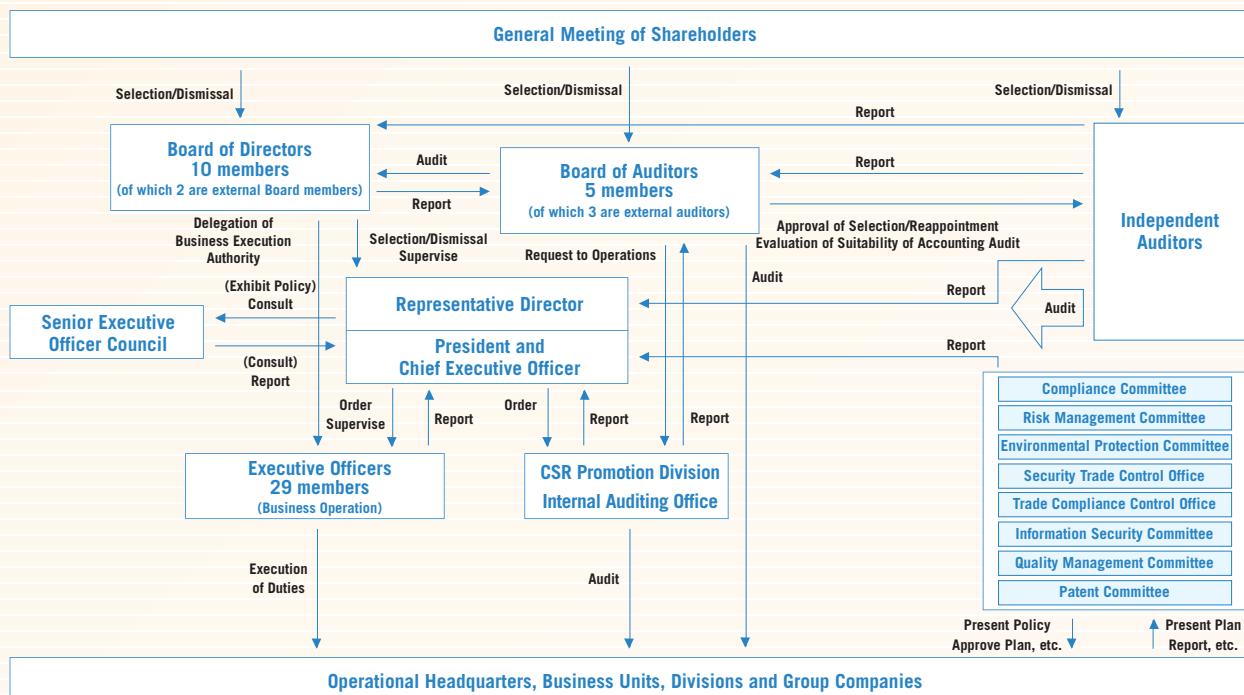 General Meeting of Shareholders
Selection/Dismissal
Selection/Dismissal
Selection/Dismissal
Report
Board of Directors
10 members
(of which 2 are external Board members)
Audit
Report
Board of Auditors
5 members
(of which 3 are external auditors)
Report
Independent
Auditors
Approval of Selection/Reappointment
Evaluation of Suitability of Accounting Audit
Delegation of
Business Execution
Authority
Selection/Dismissal
Supervise
Request to Operations
Audit
(Exhibit Policy)
Consult
Representative Director
Report
Audit
Senior Executive
Officer Council
President and
Chief Executive Officer
(Consult)
Report
Report
Order
Supervise
Report
Order
Report
Report
Compliance Committee
Risk Management Committee
Environmental Protection Committee
Security Trade Control Office
Trade Compliance Control Office
Information Security Committee
Quality Management Committee
Patent Committee
Executive Officers
29 members
(Business Operation)
CSR Promotion Division
Internal Auditing Office
Execution
of Duties
Audit
Present Policy
Approve Plan, etc.
Present Plan
Report, etc.
Operational Headquarters, Business Units, Divisions and Group Companies